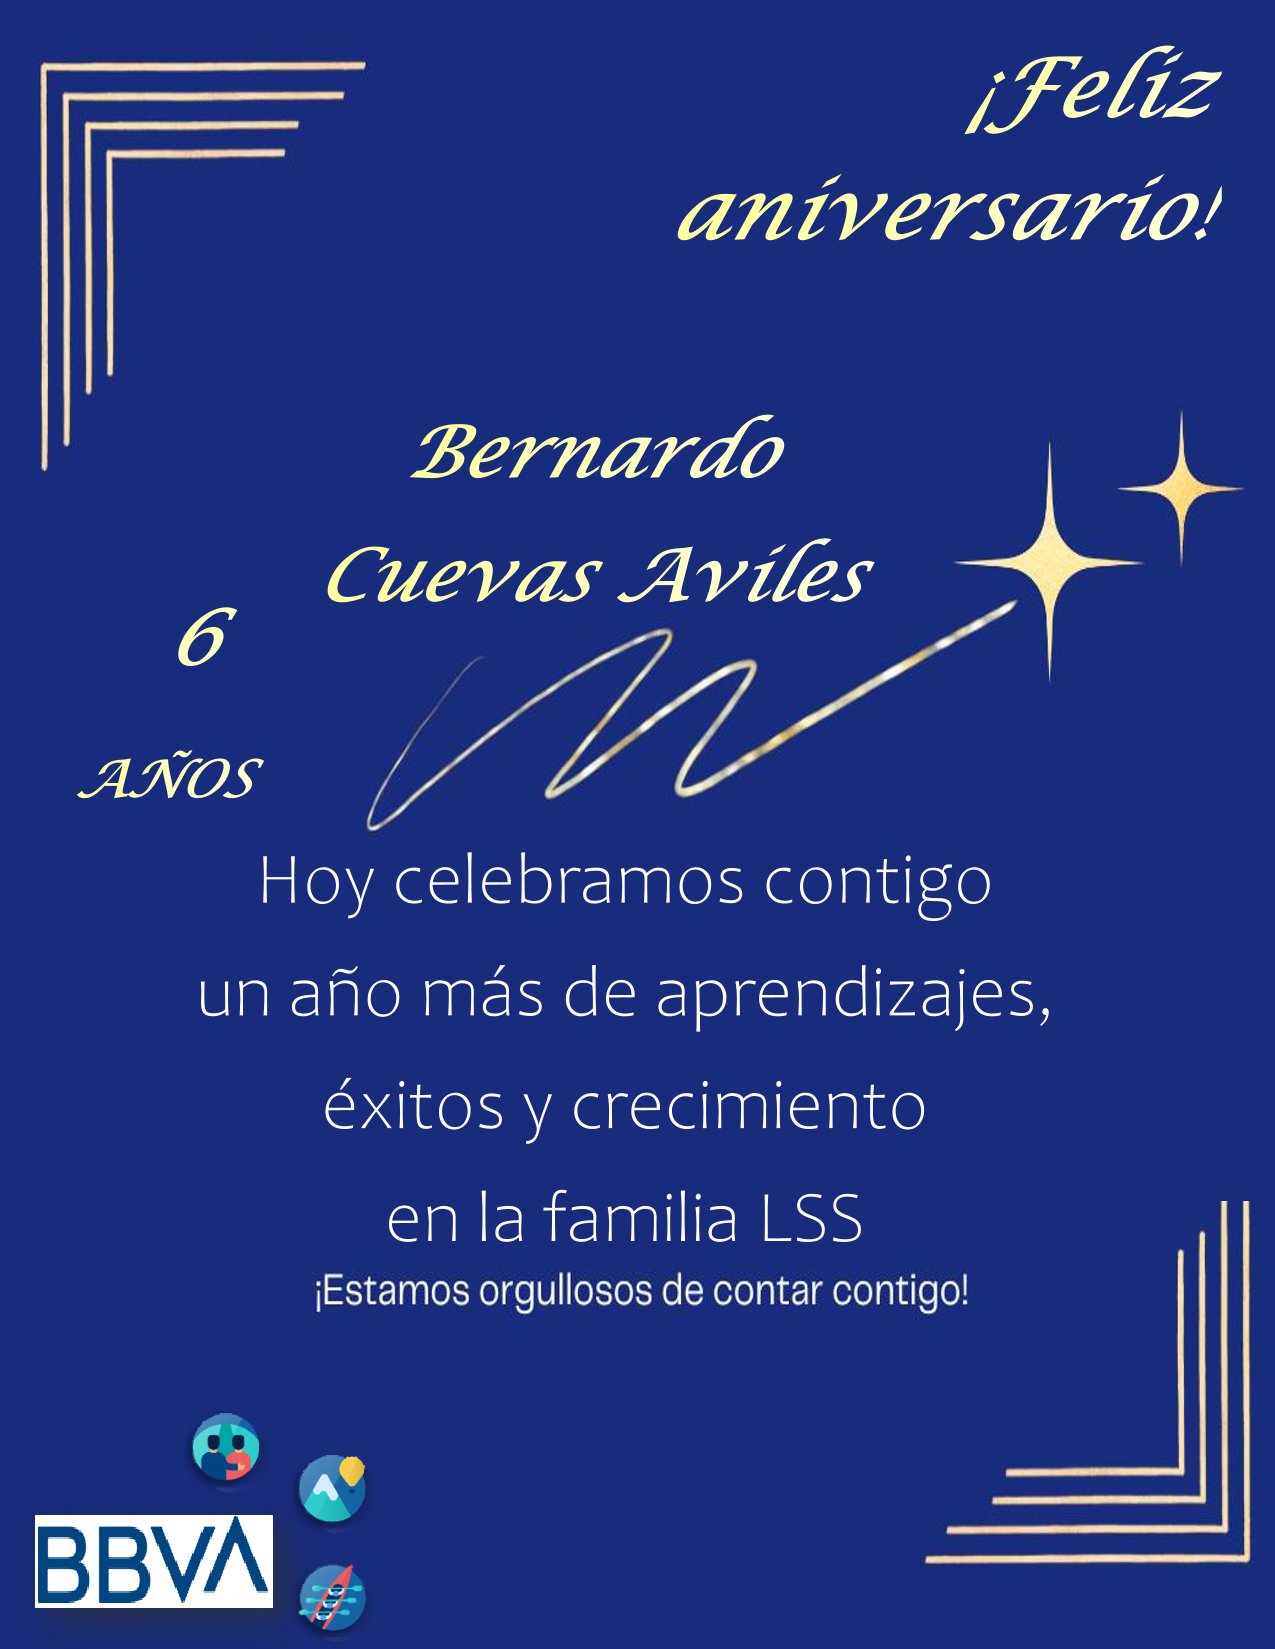 ¡Feliz
aniversario!
Bernardo
Cuevas Aviles
6
AÑOS
Hoy celebramos contigo
un año más de aprendizajes,
éxitos y crecimiento
en la familia LSS
¡Estamos orgullosos de contar contigo!
BBVA